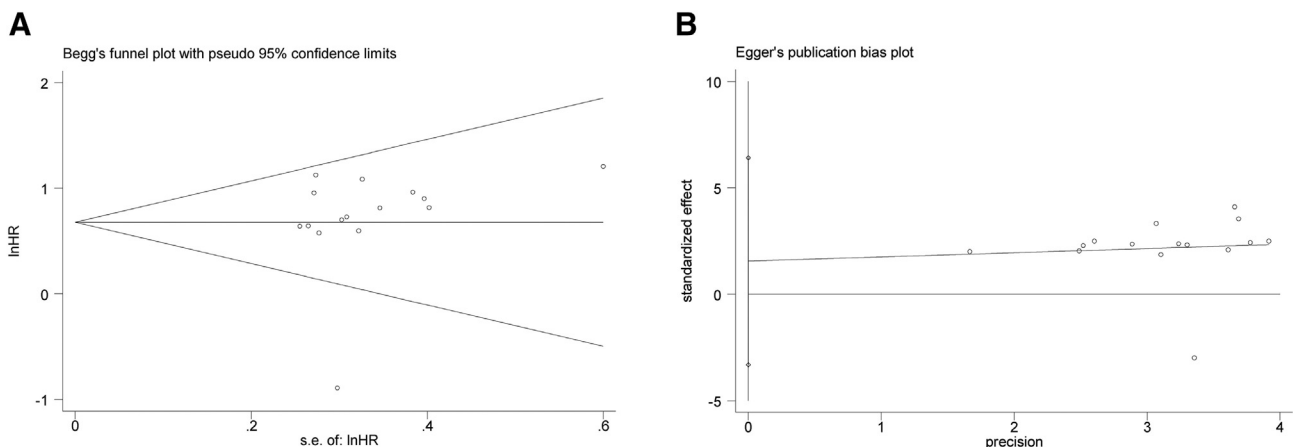 A
Begg's funnel plot with pseudo 95% confidence limits
2
1
0
-1
lnHR
0
.2
.4
.6
s.e. of: lnHR
B
Egger's publication bias plot
10
5
0
-5
standardized effect
0
1
2
3
4
precision